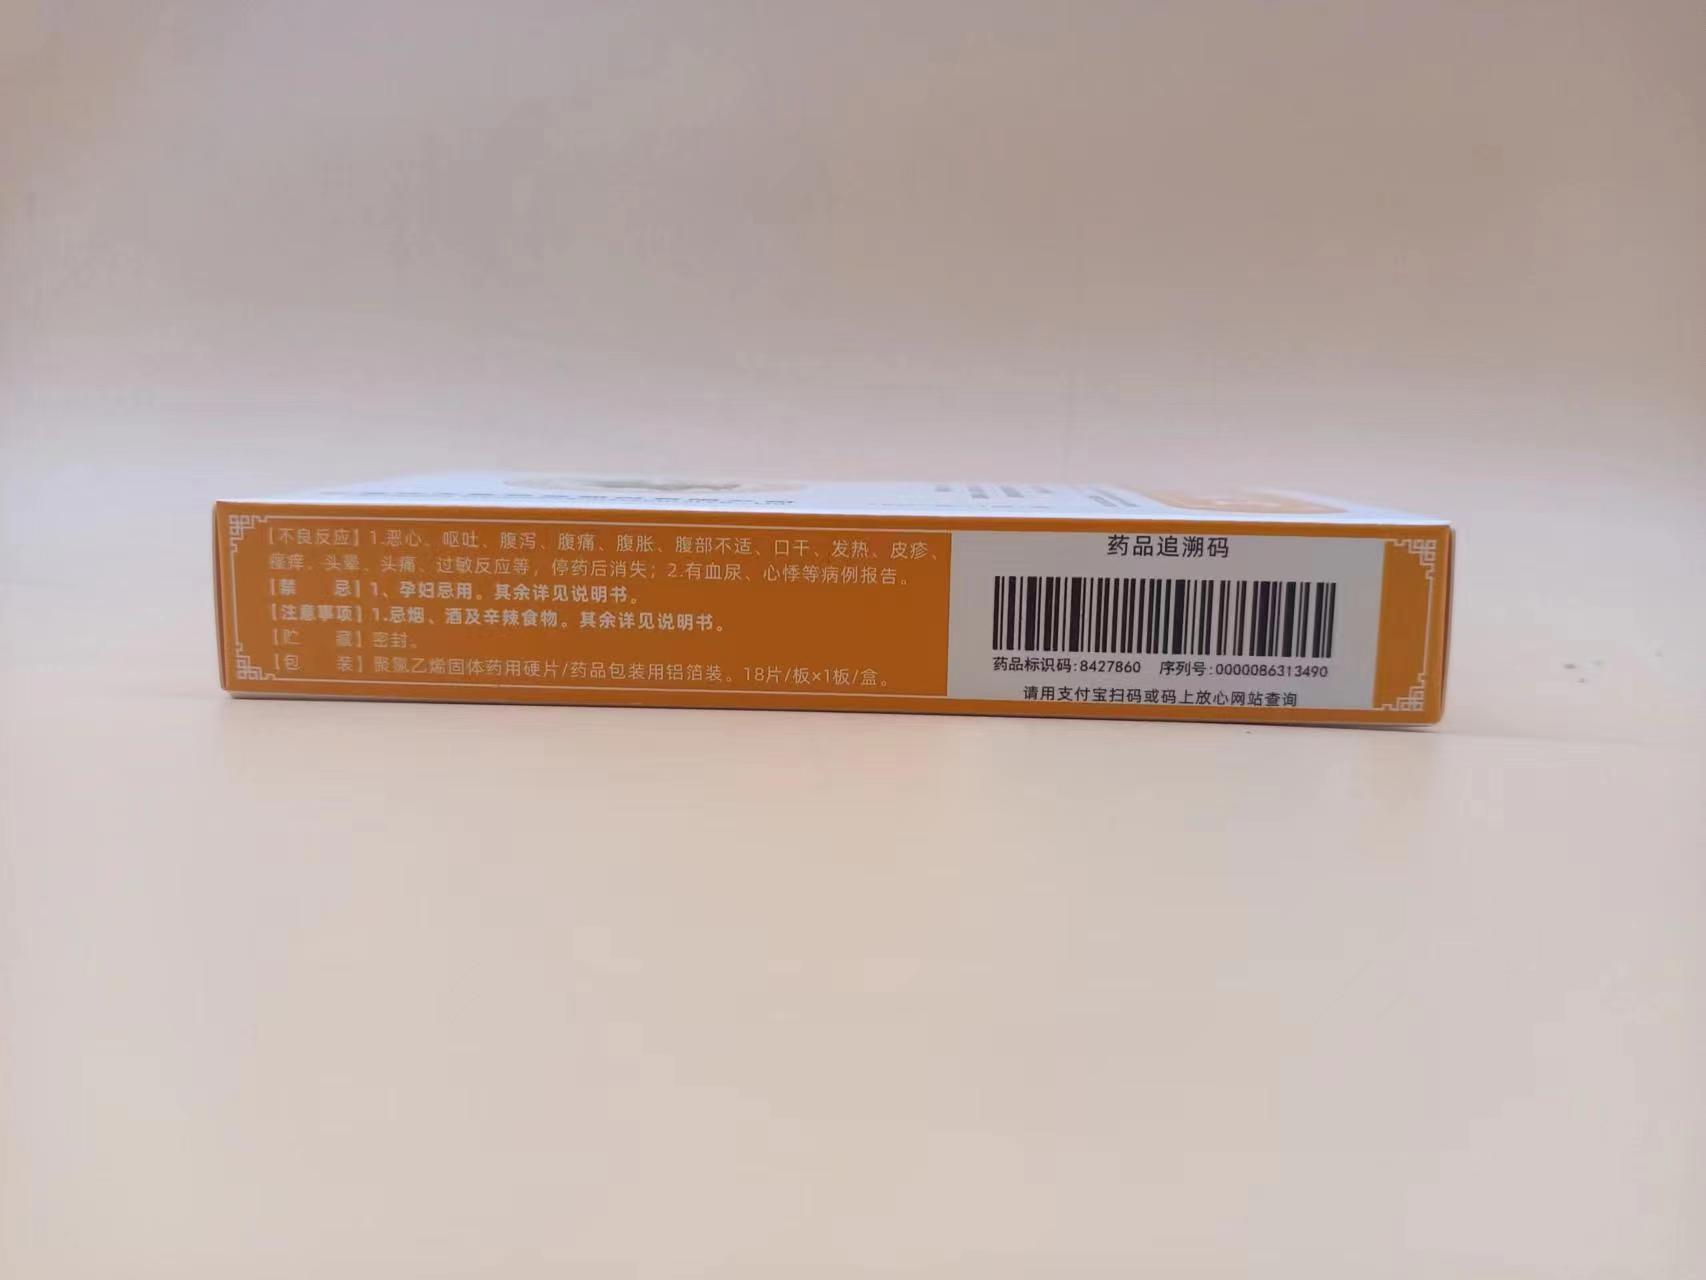 【不良反应】1.恶心、呕吐、腹泻、腹痛、腹胀、腹部不适、口干、发热、皮疹、
瘙痒、头晕、头痛、过敏反应等，停药后消失；2.有血尿、心悸等病例报告。
【禁 忌】1、孕妇忌用。其余详见说明书。
【注意事项】1.忌烟、酒及辛辣食物。其余详见说明书。
【贮 藏】密封。
【包 装】聚氯乙烯固体药用硬片/药品包装用铝箔装。18片/板×1板/盒。
药品追溯码
药品标识码:8427860 序列号:0000086313490
请用支付宝扫码或码上放心网站查询